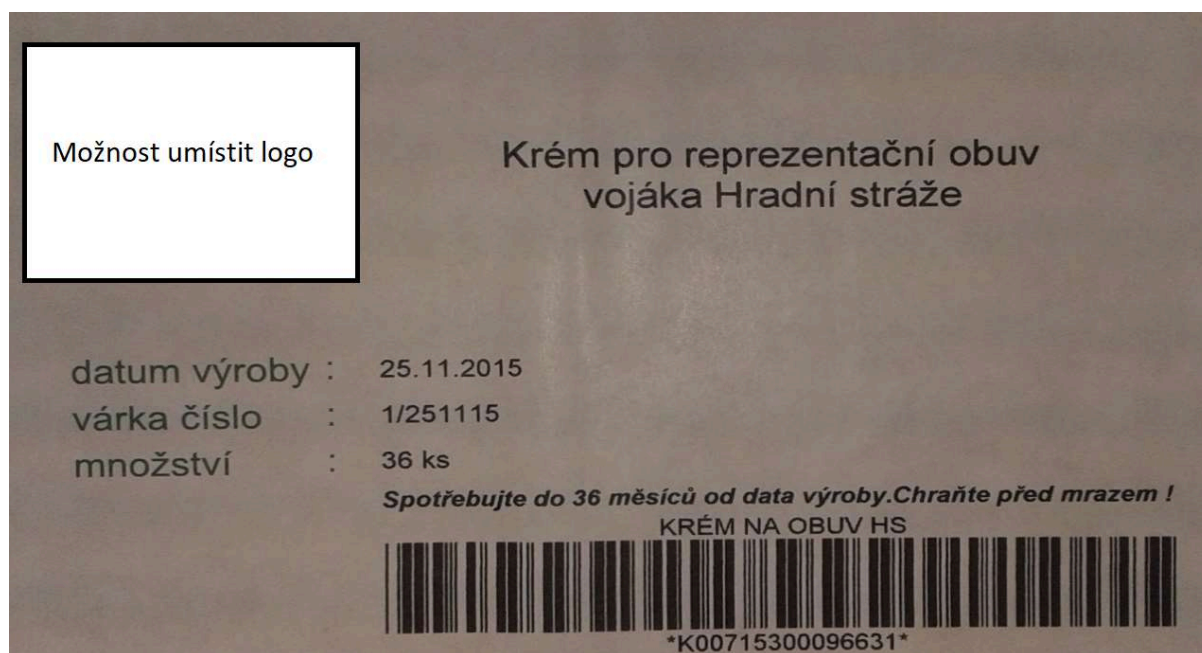 Možnost umístit logo
Krém pro reprezentační obuv
vojáka Hradní stráže
datum výroby : 25.11.2015
várka číslo : 1/251115
množství : 36 ks
Spotřebujte do 36 měsíců od data výroby.Chraňte před mrazem !
KRÉM NA OBUV HS
*K00715300096631*